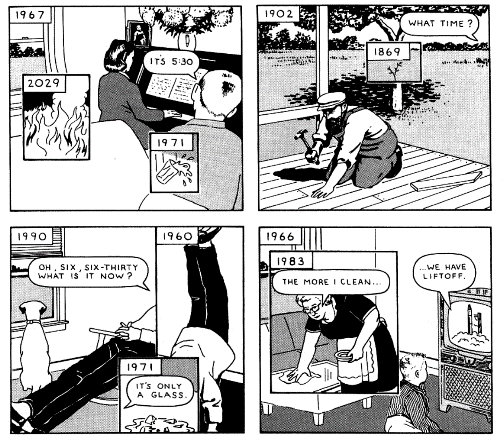 1967
IT'S 5:30
2029
1971
1902
WHAT TIME?
1869
1990
OH, SIX, SIX-THIRTY
WHAT IS IT NOW?
1960
1971
IT'S ONLY
A GLASS.
1966
1983
THE MORE I CLEAN...
...WE HAVE
LIFTOFF.